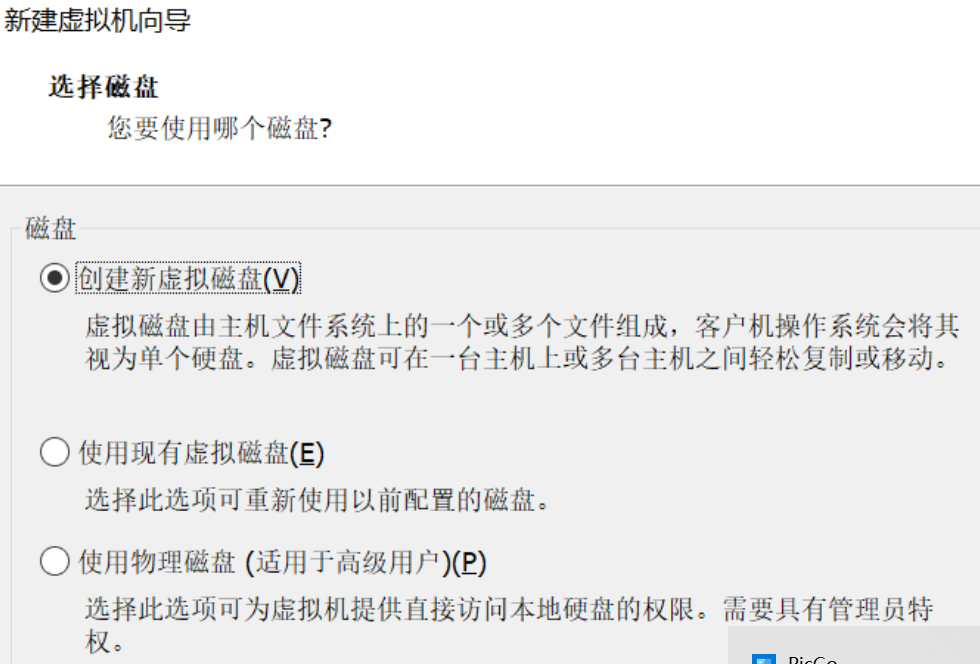 新建虚拟机向导
选择磁盘
您要使用哪个磁盘?
磁盘
创建新虚拟磁盘(V)
虚拟磁盘由主机文件系统上的一个或多个文件组成，客户机操作系统会将其
视为单个硬盘。虚拟磁盘可在一台主机上或多台主机之间轻松复制或移动。
使用现有虚拟磁盘(E)
选择此选项可重新使用以前配置的磁盘。
使用物理磁盘 (适用于高级用户)(P)
选择此选项可为虚拟机提供直接访问本地硬盘的权限。需要具有管理员特
权。
PicGo